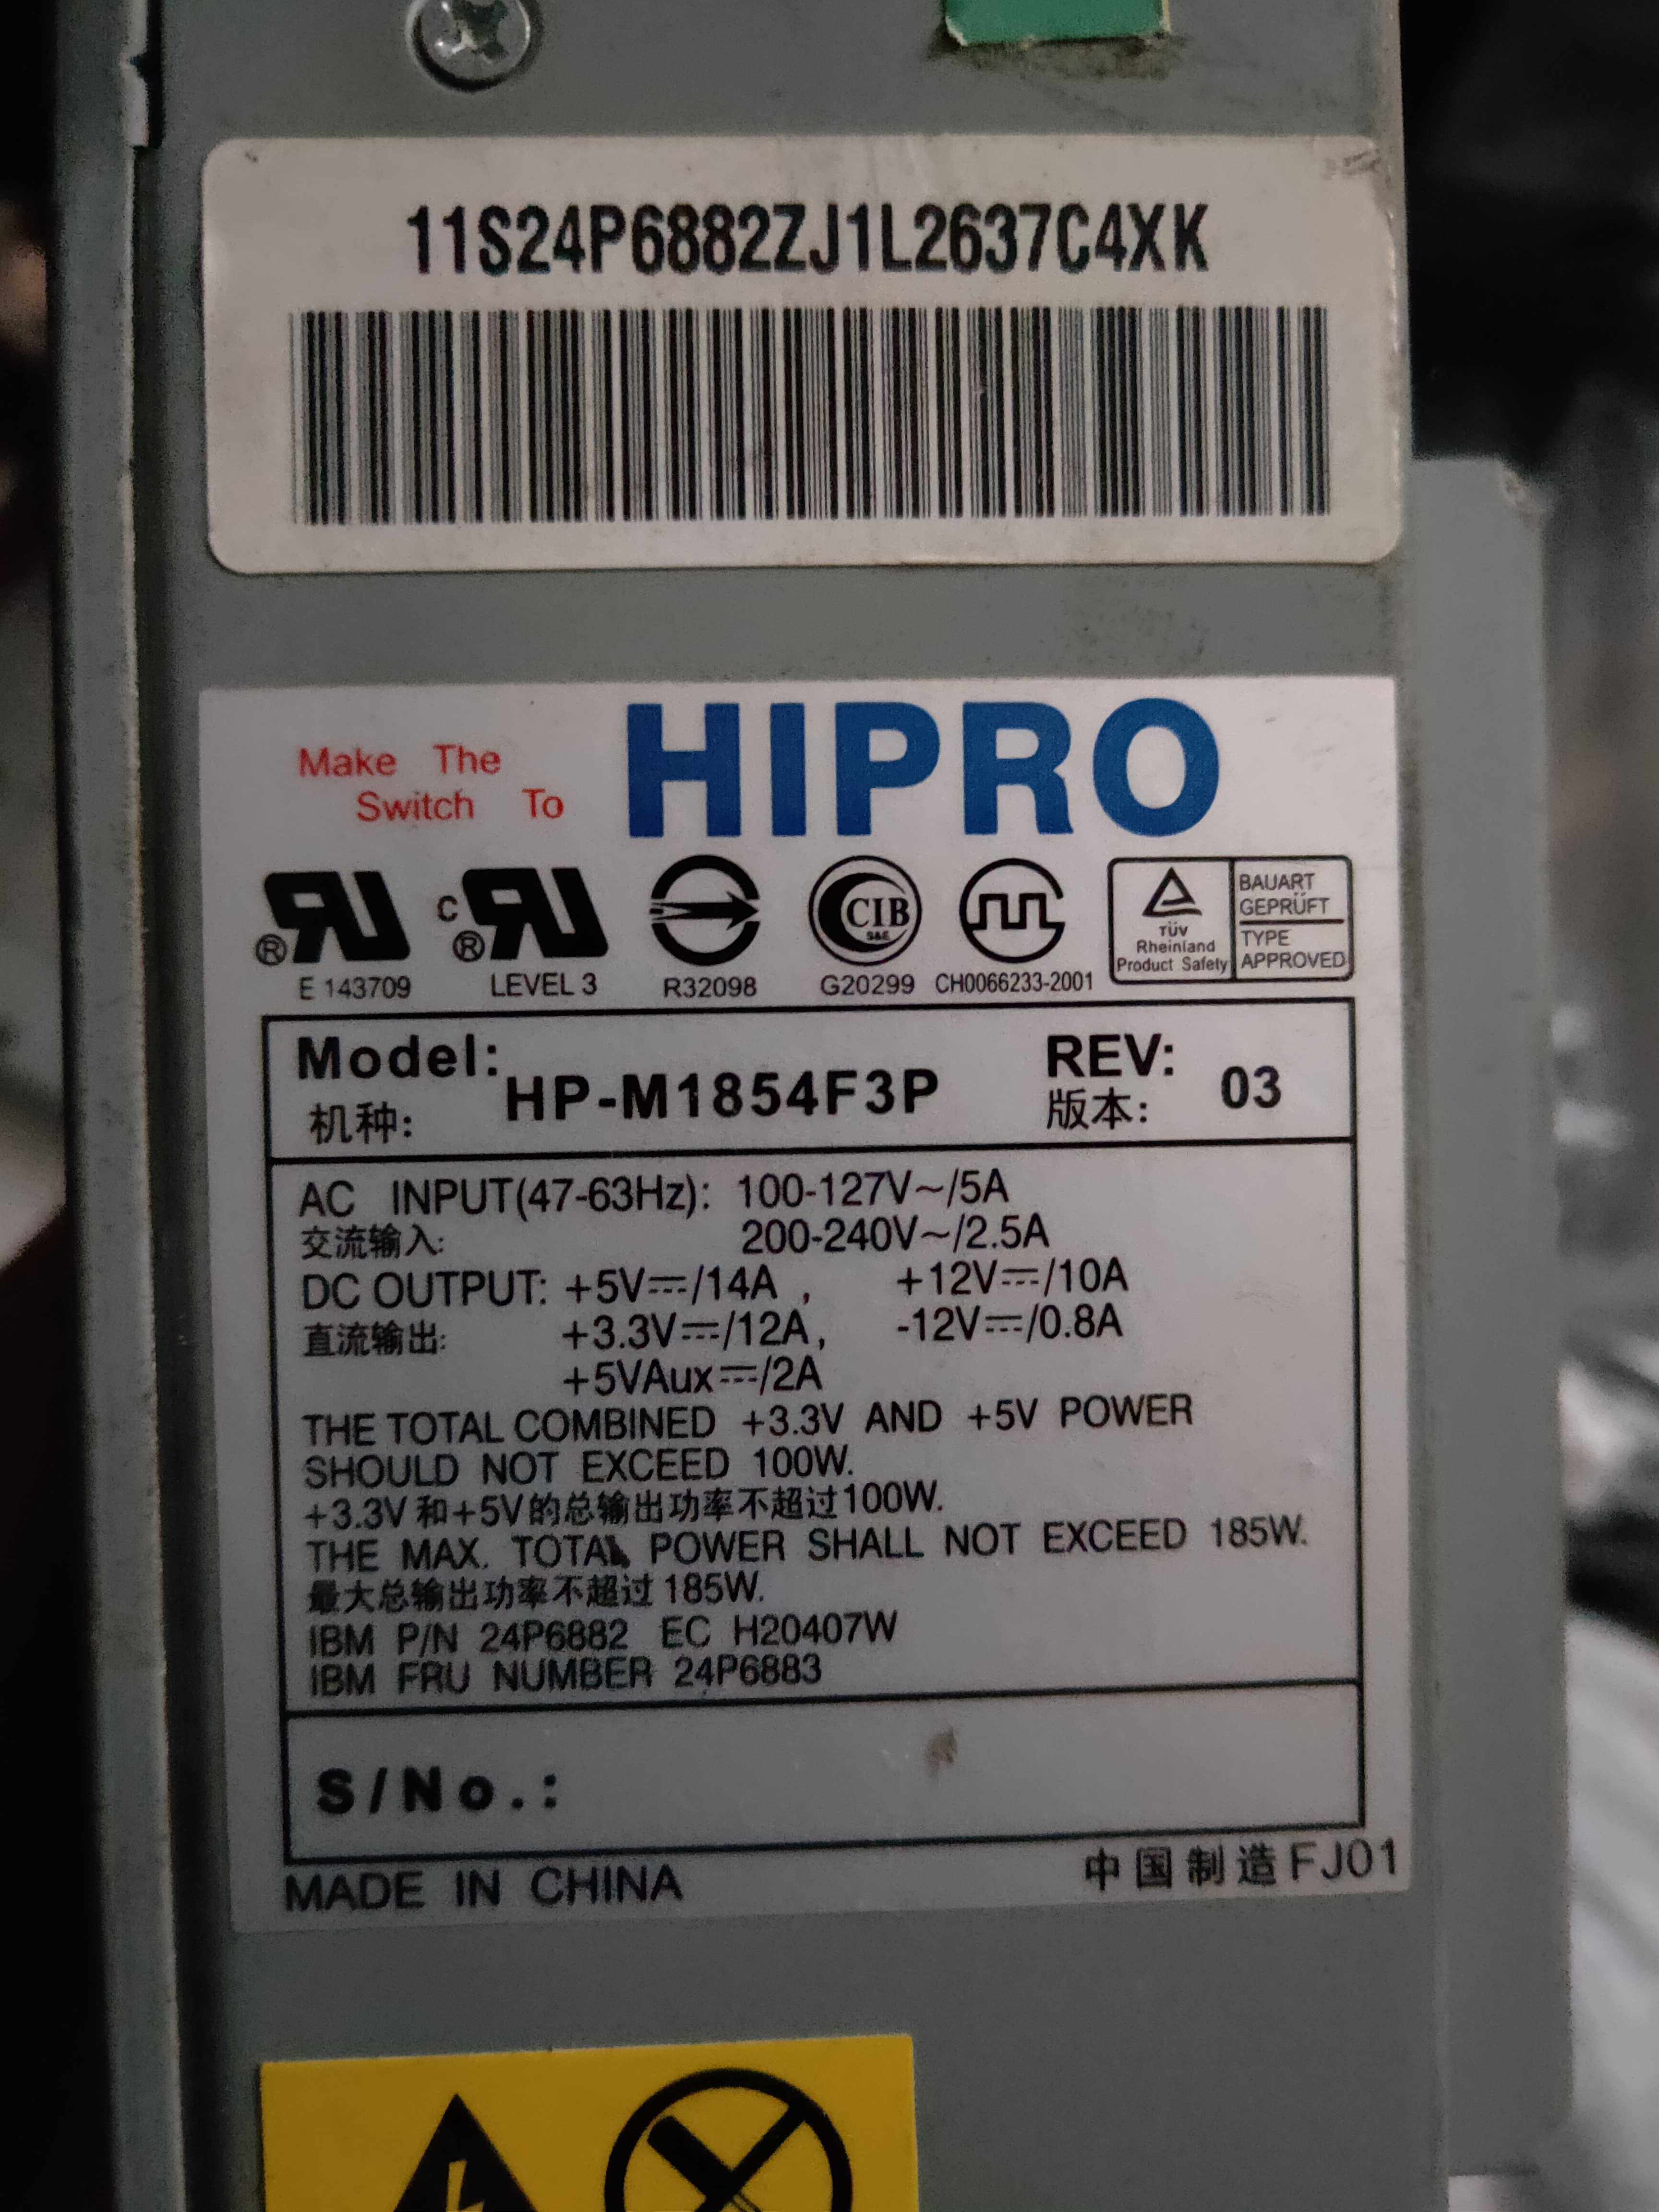 11S24P6882ZJ1L2637C4XK
Make The
Switch To
HIPRO
® c ®
CIB
S&E
TÜV
Rheinland
Product Safety
BAUART
GEPRÜFT
TYPE
APPROVED
E 143709 LEVEL 3 R32098 G20299 CH0066233-2001
Model: HP-M1854F3P REV: 03
机种: 版本:
AC INPUT(47-63Hz): 100-127V~/5A
交流输入: 200-240V~/2.5A
DC OUTPUT: +5V⎓/14A , +12V⎓/10A
直流输出: +3.3V⎓/12A, -12V⎓/0.8A
+5VAux⎓/2A
THE TOTAL COMBINED +3.3V AND +5V POWER
SHOULD NOT EXCEED 100W.
+3.3V和+5V的总输出功率不超过100W.
THE MAX. TOTAL POWER SHALL NOT EXCEED 185W.
最大总输出功率不超过185W.
IBM P/N 24P6882 EC H20407W
IBM FRU NUMBER 24P6883
S/No.:
MADE IN CHINA 中国制造FJ01